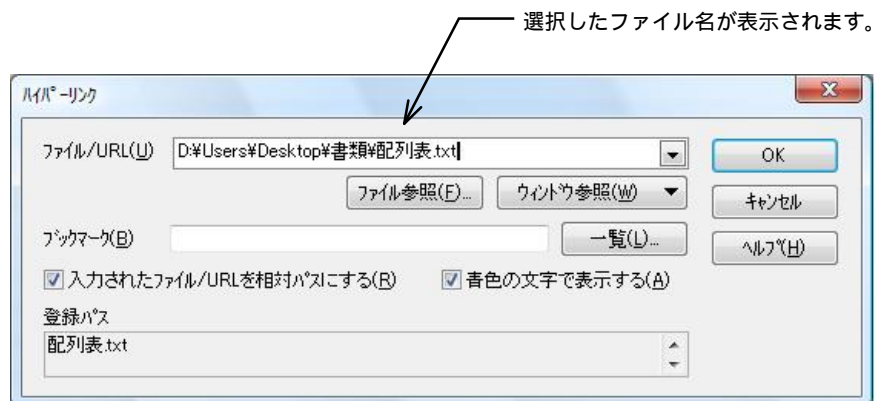 選択したファイル名が表示されます。
ﾊｲﾊﾟｰﾘﾝｸ
ﾌｧｲﾙ/URL(U) D:¥Users¥Desktop¥書類¥配列表.txt
OK
ﾌｧｲﾙ参照(F)... ｳｨﾝﾄﾞｳ参照(W)
ｷｬﾝｾﾙ
ﾌﾞｯｸﾏｰｸ(B) 一覧(L)...
ﾍﾙﾌﾟ(H)
入力されたﾌｧｲﾙ/URLを相対ﾊﾟｽにする(R) 青色の文字で表示する(A)
登録ﾊﾟｽ
配列表.txt